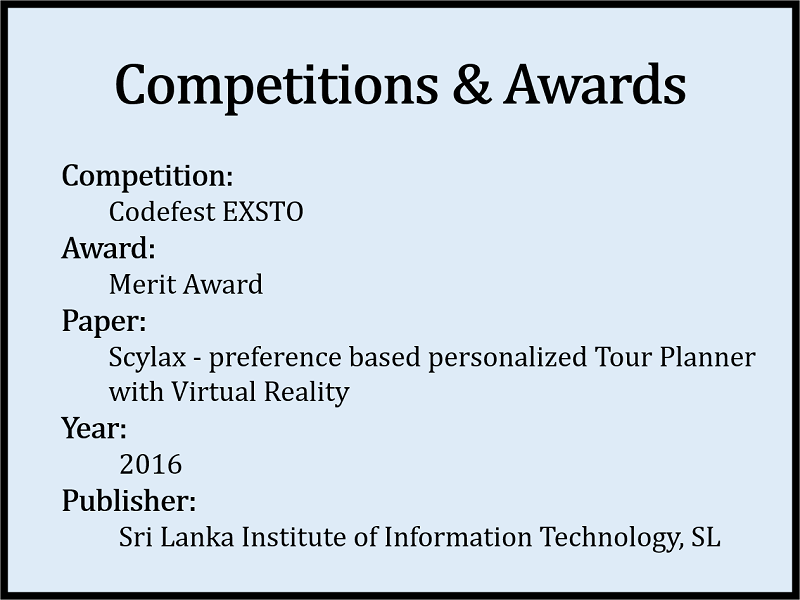 Competitions & Awards
Competition:
Codefest EXSTO
Award:
Merit Award
Paper:
Scylax - preference based personalized Tour Planner
with Virtual Reality
Year:
2016
Publisher:
Sri Lanka Institute of Information Technology, SL